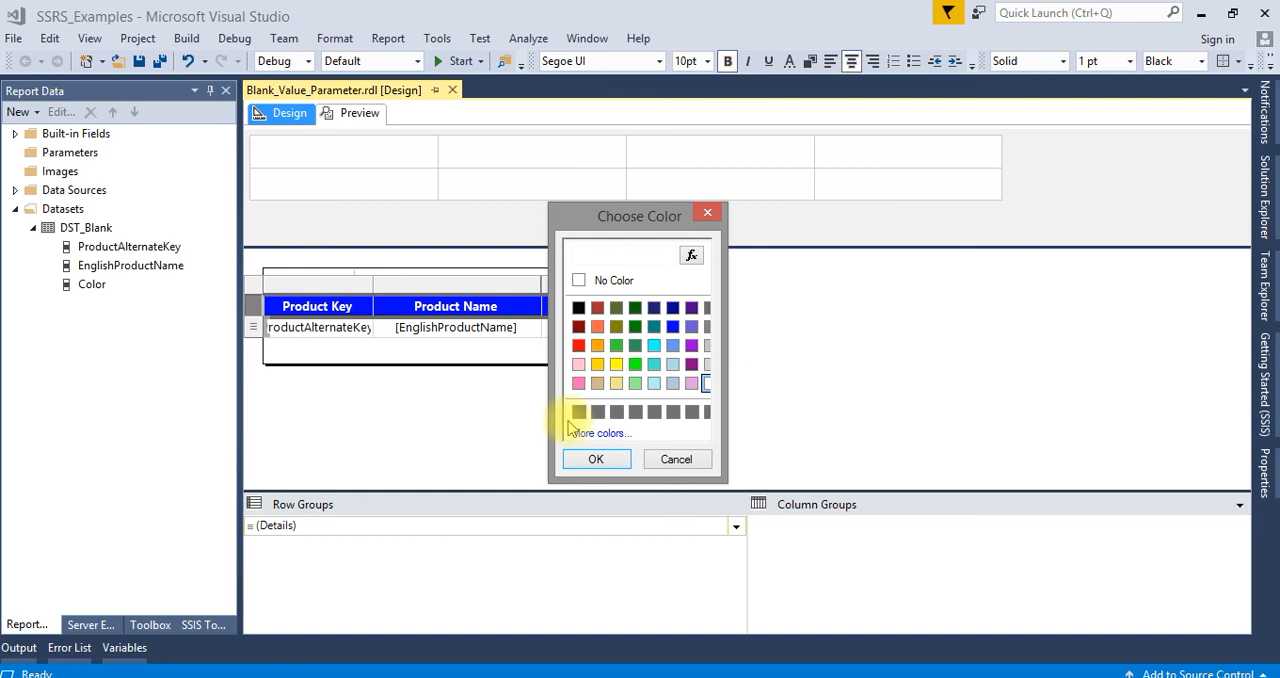 SSRS_Examples - Microsoft Visual Studio
Quick Launch (Ctrl+Q)
File Edit View Project Build Debug Team Format Report Tools Test Analyze Window Help
Sign in
Debug Default Start Segoe UI 10pt B I U A Solid 1 pt Black
Report Data
Blank_Value_Parameter.rdl [Design]
New Edit...
Design Preview
Built-in Fields
Parameters
Images
Data Sources
Datasets
DST_Blank
ProductAlternateKey
EnglishProductName
Color
Choose Color
fx
No Color
Product Key Product Name
roductAlternateKey [EnglishProductName]
More colors...
OK Cancel
Row Groups
Column Groups
(Details)
Report... Server E... Toolbox SSIS To...
Output Error List Variables
Ready
Add to Source Control
Notifications
Solution Explorer
Team Explorer
Getting Started (SSIS)
Properties